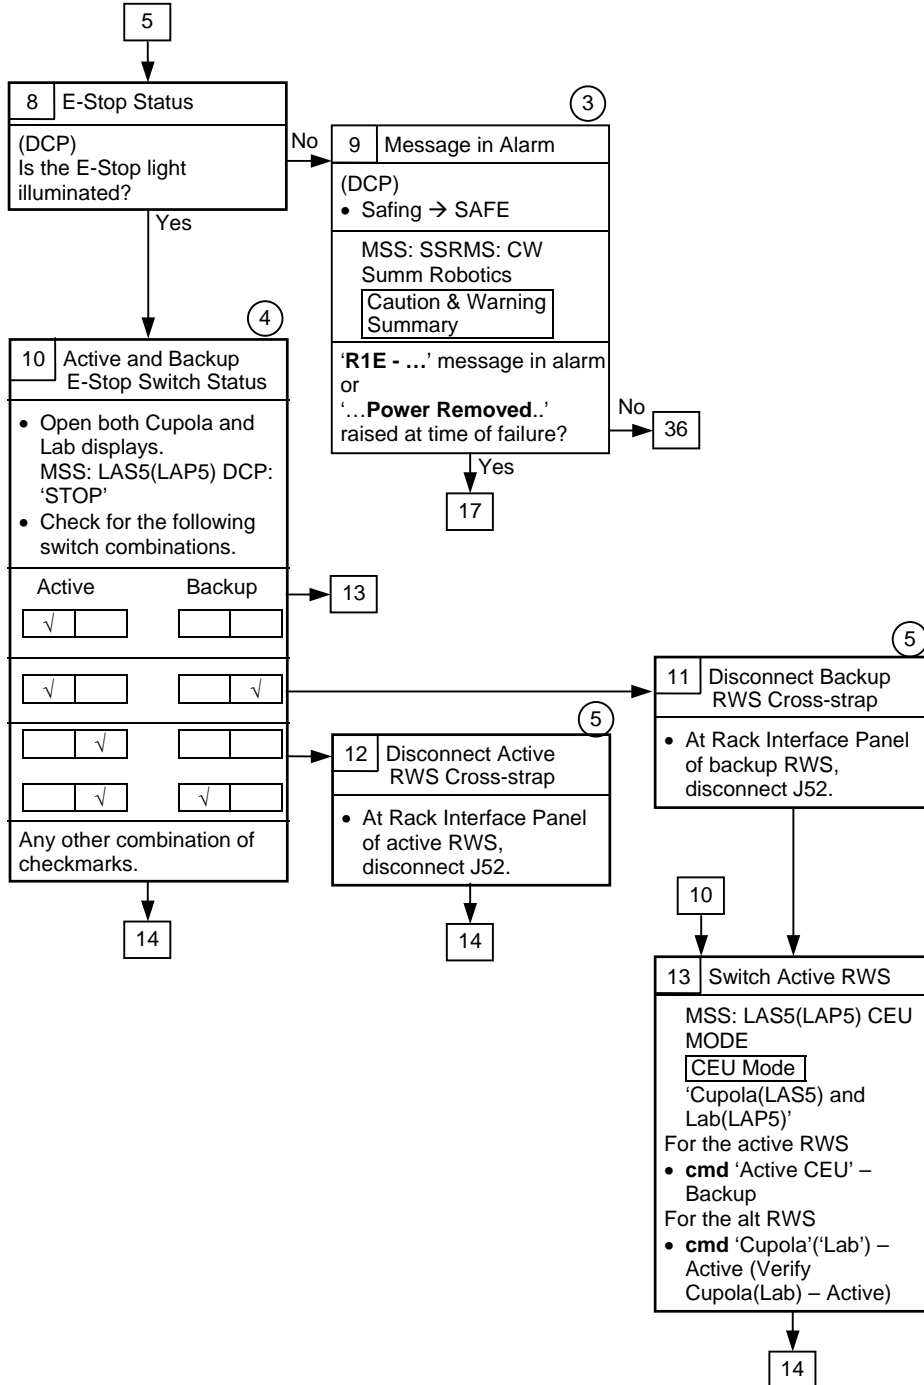 5
8 E-Stop Status
(DCP)
Is the E-Stop light
illuminated?
No
Yes
3
9 Message in Alarm
(DCP)
• Safing → SAFE
MSS: SSRMS: CW
Summ Robotics
Caution & Warning
Summary
‘R1E - …’ message in alarm
or
‘…Power Removed..’
raised at time of failure?
No
36
Yes
17
4
10 Active and Backup
E-Stop Switch Status
• Open both Cupola and
Lab displays.
MSS: LAS5(LAP5) DCP:
‘STOP’
• Check for the following
switch combinations.
Active Backup
√
13
√ √
√
√ √
Any other combination of
checkmarks.
14
5
12 Disconnect Active
RWS Cross-strap
• At Rack Interface Panel
of active RWS,
disconnect J52.
14
5
11 Disconnect Backup
RWS Cross-strap
• At Rack Interface Panel
of backup RWS,
disconnect J52.
10
13 Switch Active RWS
MSS: LAS5(LAP5) CEU
MODE
CEU Mode
‘Cupola(LAS5) and
Lab(LAP5)’
For the active RWS
• cmd ‘Active CEU’ –
Backup
For the alt RWS
• cmd ‘Cupola’(‘Lab’) –
Active (Verify
Cupola(Lab) – Active)
14